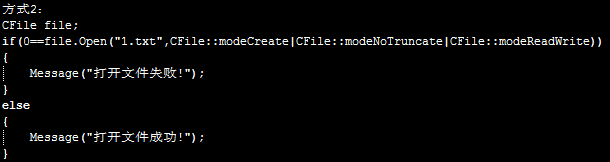 方式2:
CFile file;
if(0==file.Open("1.txt",CFile::modeCreate|CFile::modeNoTruncate|CFile::modeReadWrite))
{
    Message("打开文件失败!");
}
else
{
    Message("打开文件成功!");
}